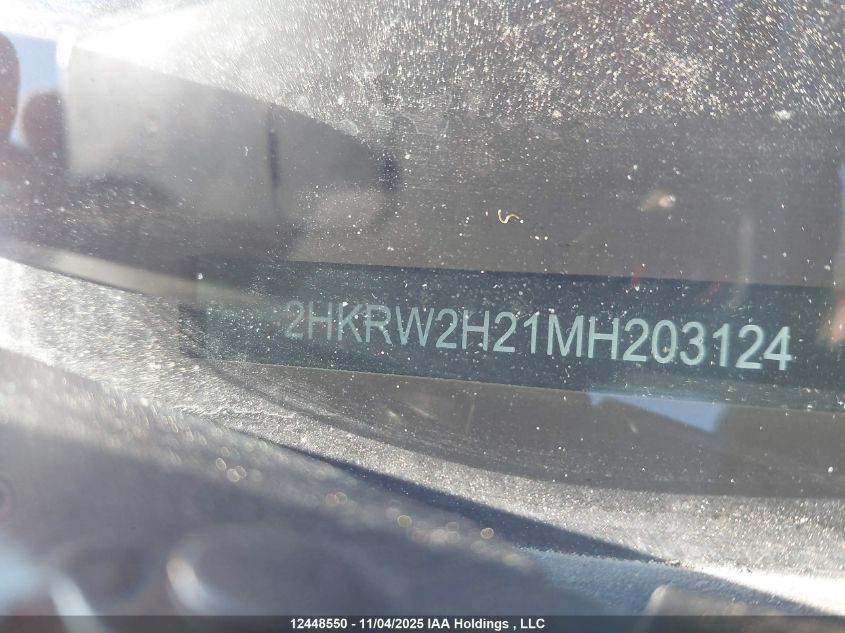 2HKRW2H21MH203124
12448550 - 11/04/2025 IAA Holdings , LLC